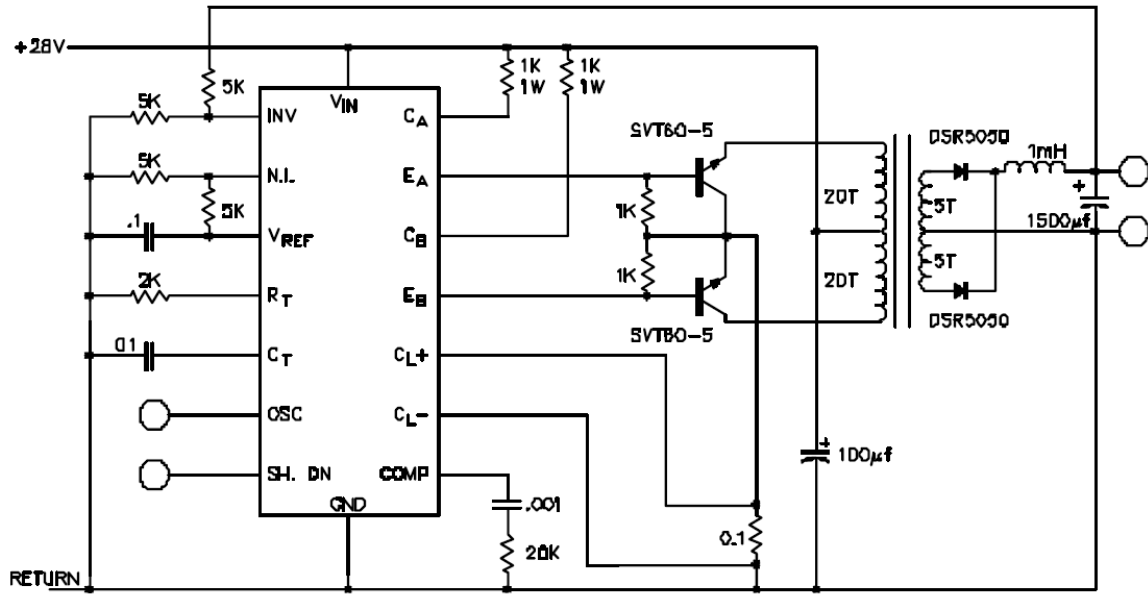 +28V
5K
1K
1W
1K
1W
5K
INV
VIN
CA
SVT60-5
DSR5050
1mH
5K
N.I.
EA
20T
5T
5K
1K
+
1500µf
.1
VREF
CB
2K
RT
1K
EB
20T
5T
SVT60-5
DSR5050
.01
CT
CL+
OSC
CL-
+
100µf
SH. DN
COMP
GND
.001
20K
0.1
RETURN